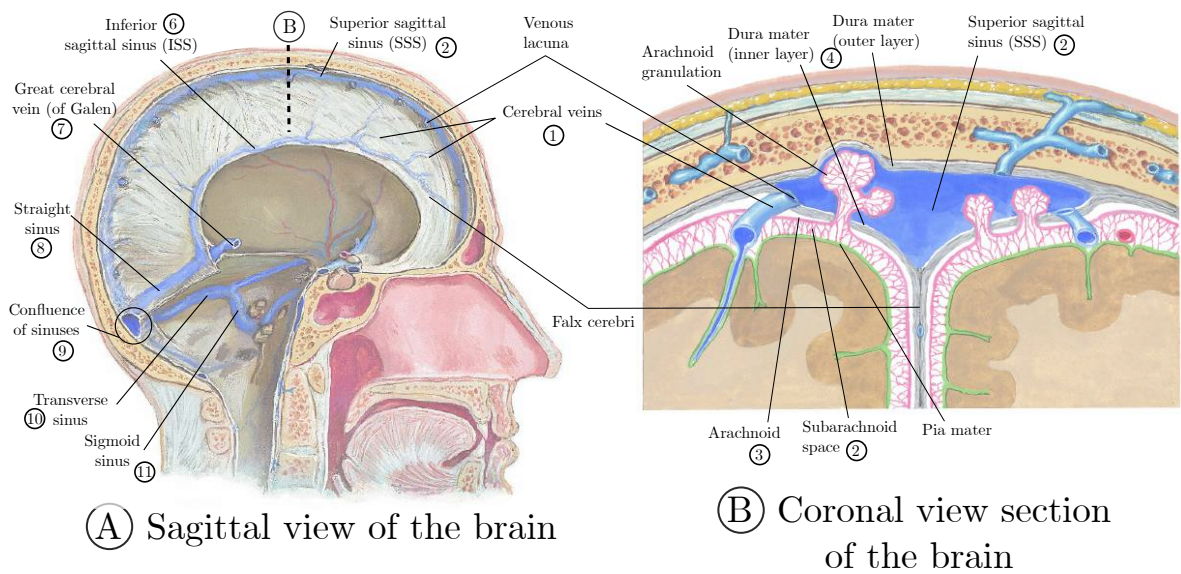 Inferior ⑥
sagittal sinus (ISS)
B
Superior sagittal
sinus (SSS) ②
Great cerebral
vein (of Galen)
⑦
Straight
sinus
⑧
Confluence
of sinuses
⑨
Transverse
⑩ sinus
Sigmoid
sinus ⑪
Venous
lacuna
Cerebral veins
①
Falx cerebri
Arachnoid
granulation
Dura mater
(inner layer) ④
Dura mater
(outer layer)
Superior sagittal
sinus (SSS) ②
Arachnoid
③
Subarachnoid
space ②
Pia mater
Ⓐ Sagittal view of the brain
Ⓑ Coronal view section
of the brain